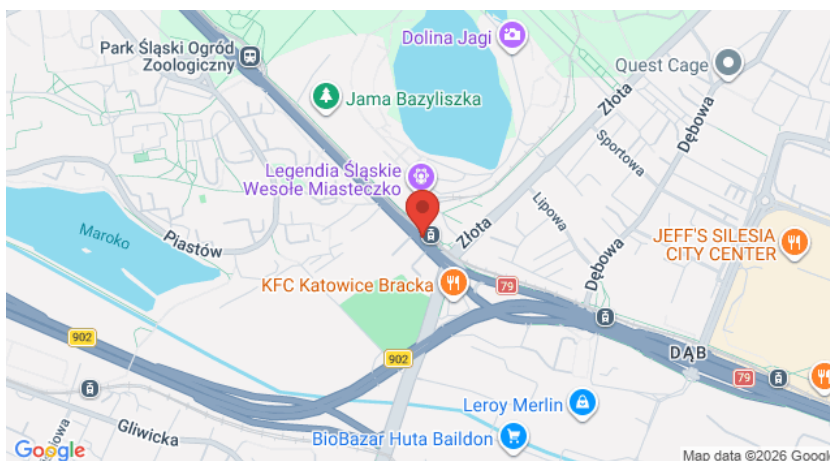 Dolina Jagi
Park Śląski Ogród
Zoologiczny
Quest Cage
Jama Bazyliszka
Złota
Dębowa
Sportowa
Legendia Śląskie
Wesołe Miasteczko
Lipowa
Maroko
Piastów
Złota
JEFF'S SILESIA
CITY CENTER
Dębowa
KFC Katowice Bracka
79
902
902
DĄB
79
Leroy Merlin
Gliwicka
BioBazar Huta Baildon
Google
Map data ©2026 Google